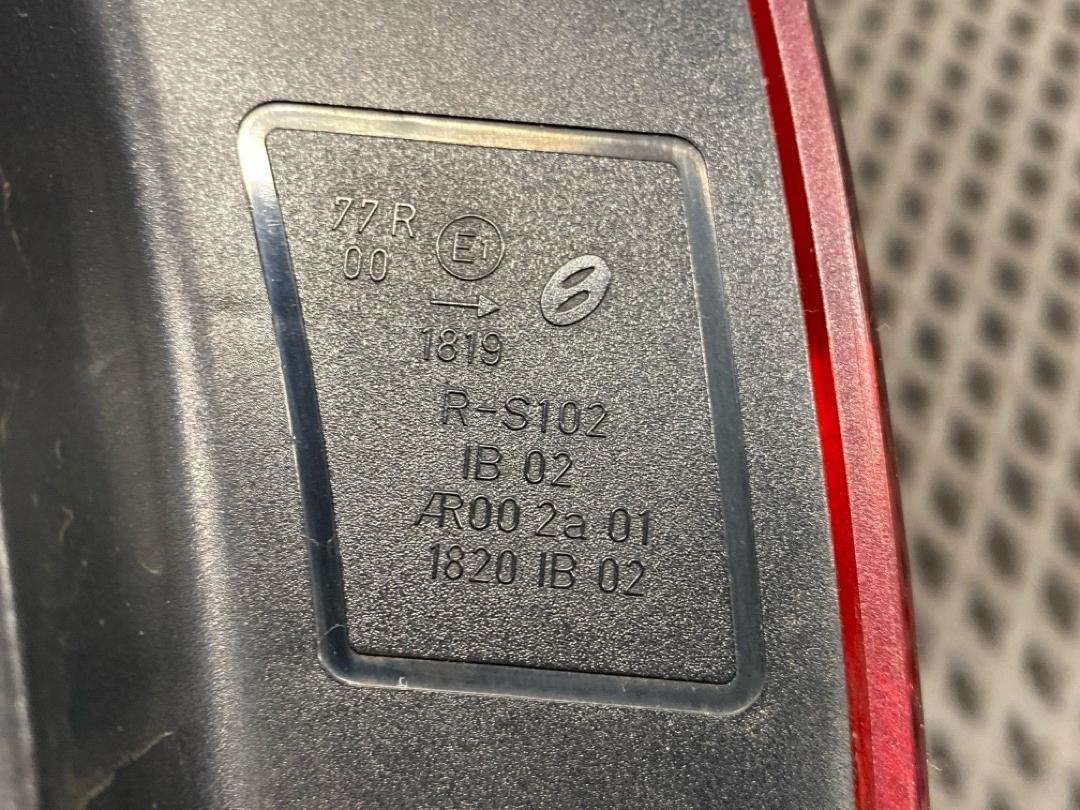 77R
00
E1
→
1819
R-S102
IB 02
AR00 2a 01
1820 IB 02